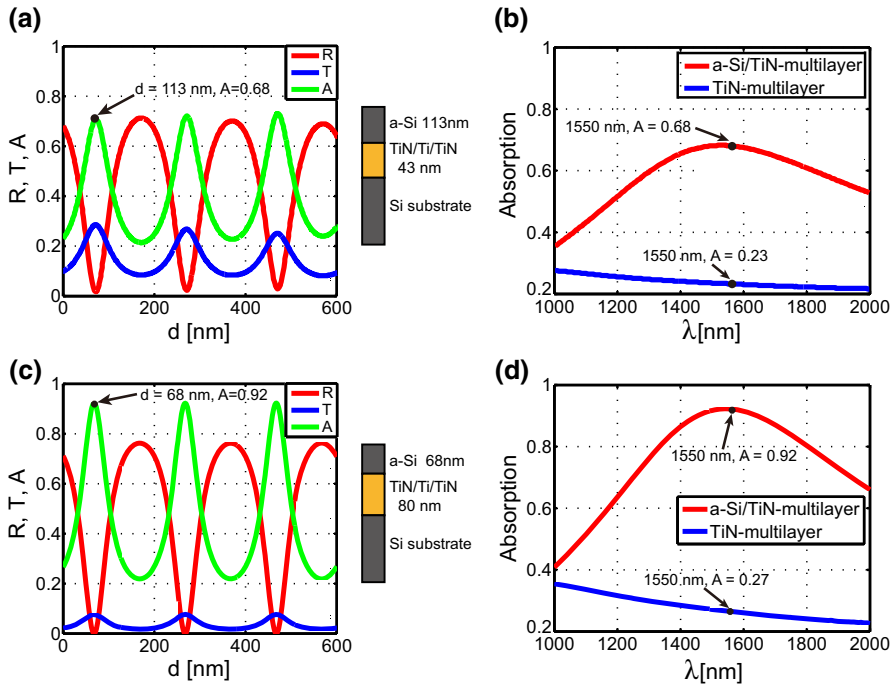 (a)
1
0.8
0.6
0.4
0.2
0
R, T, A
0 200 400 600
d [nm]
d = 113 nm, A=0.68
R
T
A
a-Si 113nm
TiN/Ti/TiN
43 nm
Si substrate
(b)
1
0.8
0.6
0.4
0.2
Absorption
1000 1200 1400 1600 1800 2000
λ[nm]
a-Si/TiN-multilayer
TiN-multilayer
1550 nm, A = 0.68
1550 nm, A = 0.23
(c)
1
0.8
0.6
0.4
0.2
0
R, T, A
0 200 400 600
d [nm]
d = 68 nm, A=0.92
R
T
A
a-Si 68nm
TiN/Ti/TiN
80 nm
Si substrate
(d)
1
0.8
0.6
0.4
0.2
Absorption
1000 1200 1400 1600 1800 2000
λ[nm]
1550 nm, A = 0.92
a-Si/TiN-multilayer
TiN-multilayer
1550 nm, A = 0.27